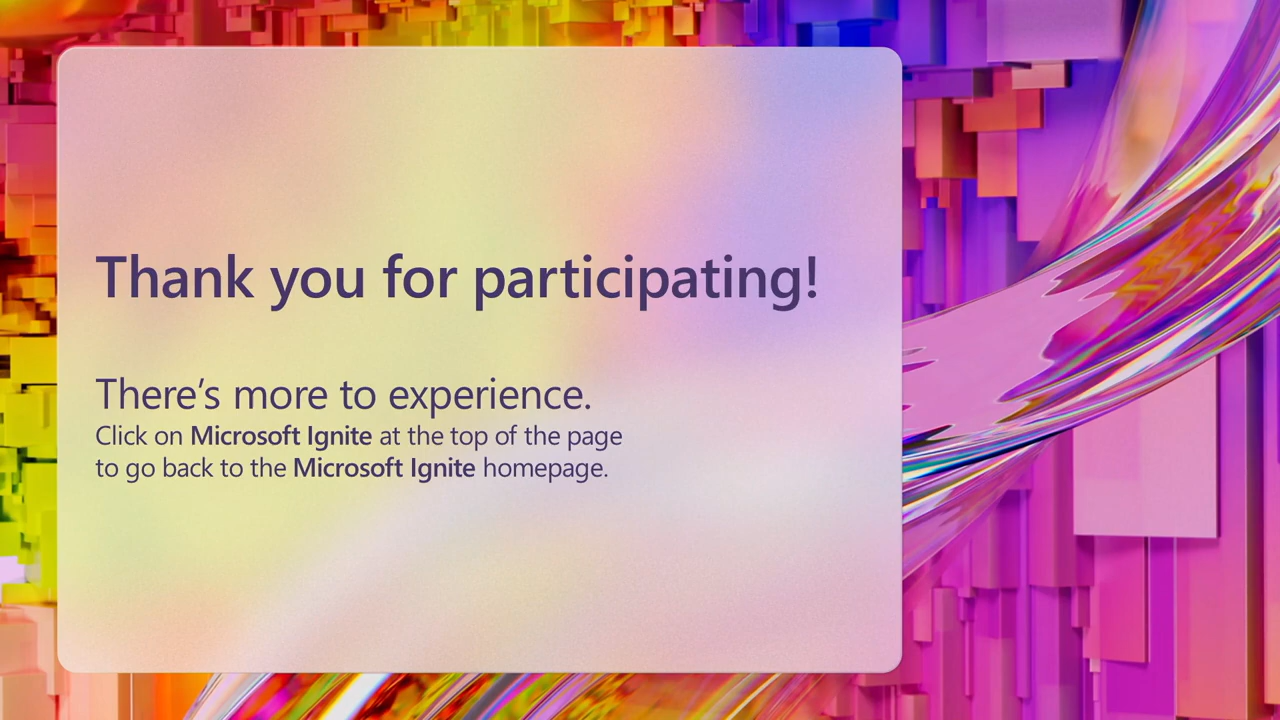 Thank you for participating!
There’s more to experience.
Click on Microsoft Ignite at the top of the page
to go back to the Microsoft Ignite homepage.